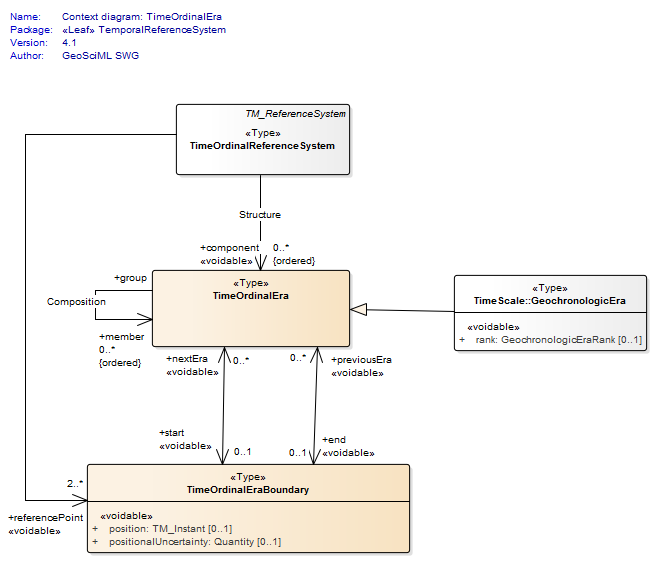 Name: Context diagram: TimeOrdinalEra
Package: «Leaf» TemporalReferenceSystem
Version: 4.1
Author: GeoSciML SWG
TM_ReferenceSystem
«Type»
TimeOrdinalReferenceSystem
Structure
+component 0..*
«voidable» {ordered}
+group
Composition
+member
0..*
{ordered}
«Type»
TimeOrdinalEra
«Type»
TimeScale::GeochronologicEra
«voidable»
+ rank: GeochronologicEraRank [0..1]
+nextEra 0..*
«voidable»
0..* +previousEra
«voidable»
+start
«voidable»
0..1
+end
0..1 «voidable»
2..*
+referencePoint
«voidable»
«Type»
TimeOrdinalEraBoundary
«voidable»
+ position: TM_Instant [0..1]
+ positionalUncertainty: Quantity [0..1]